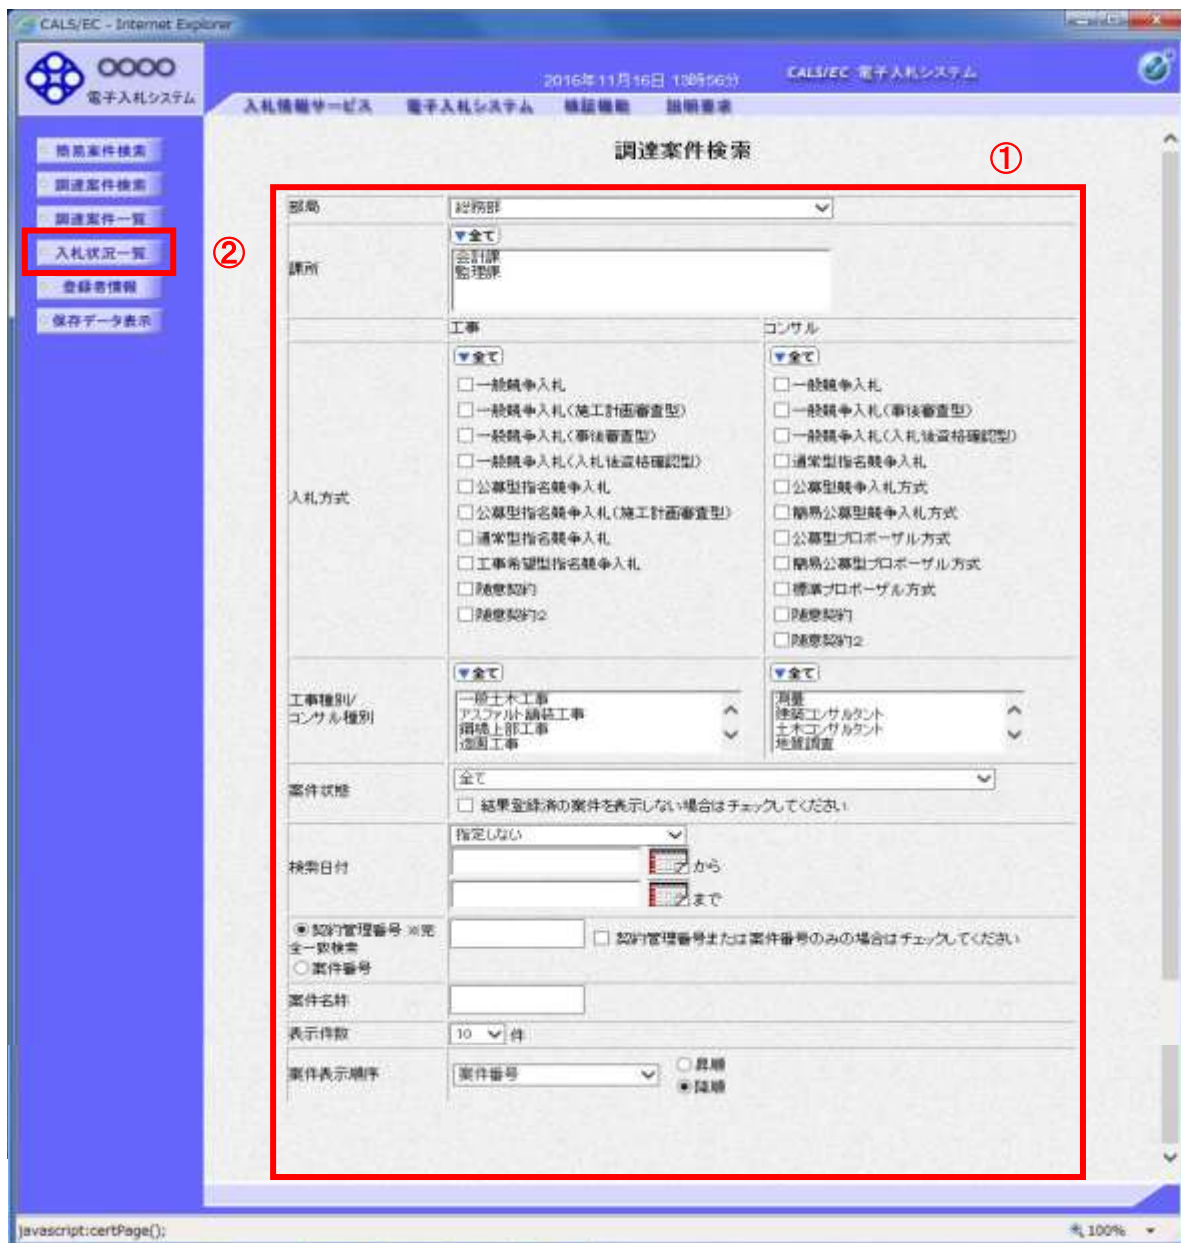 CALS/EC - Internet Explorer
〇〇〇〇
電子入札システム
2016年11月16日 13時56分
CALS/EC 電子入札システム
入札情報サービス 電子入札システム 検証機能 説明要求
簡易案件検索
調達案件検索
調達案件一覧
入札状況一覧
登録者情報
保存データ表示
調達案件検索
①
②
部局
総務部
課所
▼全て
会計課
監理課
工事 コンサル
入札方式
▼全て
□一般競争入札
□一般競争入札(施工計画審査型)
□一般競争入札(事後審査型)
□一般競争入札(入札後資格確認型)
□公募型指名競争入札
□公募型指名競争入札(施工計画審査型)
□通常型指名競争入札
□工事希望型指名競争入札
□随意契約
□随意契約2
▼全て
□一般競争入札
□一般競争入札(事後審査型)
□一般競争入札(入札後資格確認型)
□通常型指名競争入札
□公募型競争入札方式
□簡易公募型競争入札方式
□公募型プロポーザル方式
□簡易公募型プロポーザル方式
□標準プロポーザル方式
□随意契約
□随意契約2
工事種別/
コンサル種別
▼全て
一般土木工事
アスファルト舗装工事
鋼橋上部工事
造園工事
▼全て
測量
建築コンサルタント
土木コンサルタント
地質調査
案件状態
全て
□ 結果登録済の案件を表示しない場合はチェックしてください
検索日付
指定しない
から
まで
◉契約管理番号 ※完
全一致検索
○案件番号
□ 契約管理番号または案件番号のみの場合はチェックしてください
案件名称
表示件数
10 件
案件表示順序
案件番号
○昇順
◉降順
javascript:certPage();
100%